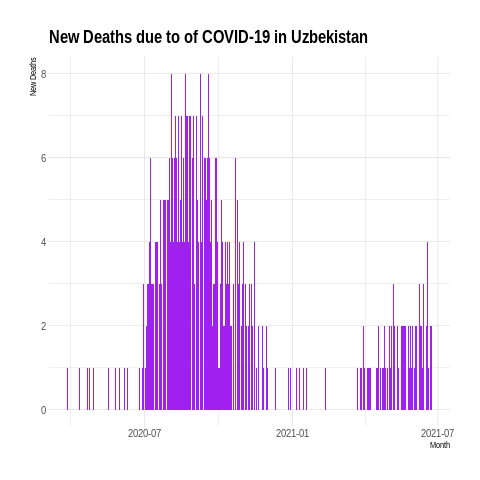 New Deaths due to of COVID-19 in Uzbekistan
New Deaths
8
6
4
2
0
2020-07
2021-01
2021-07
Month